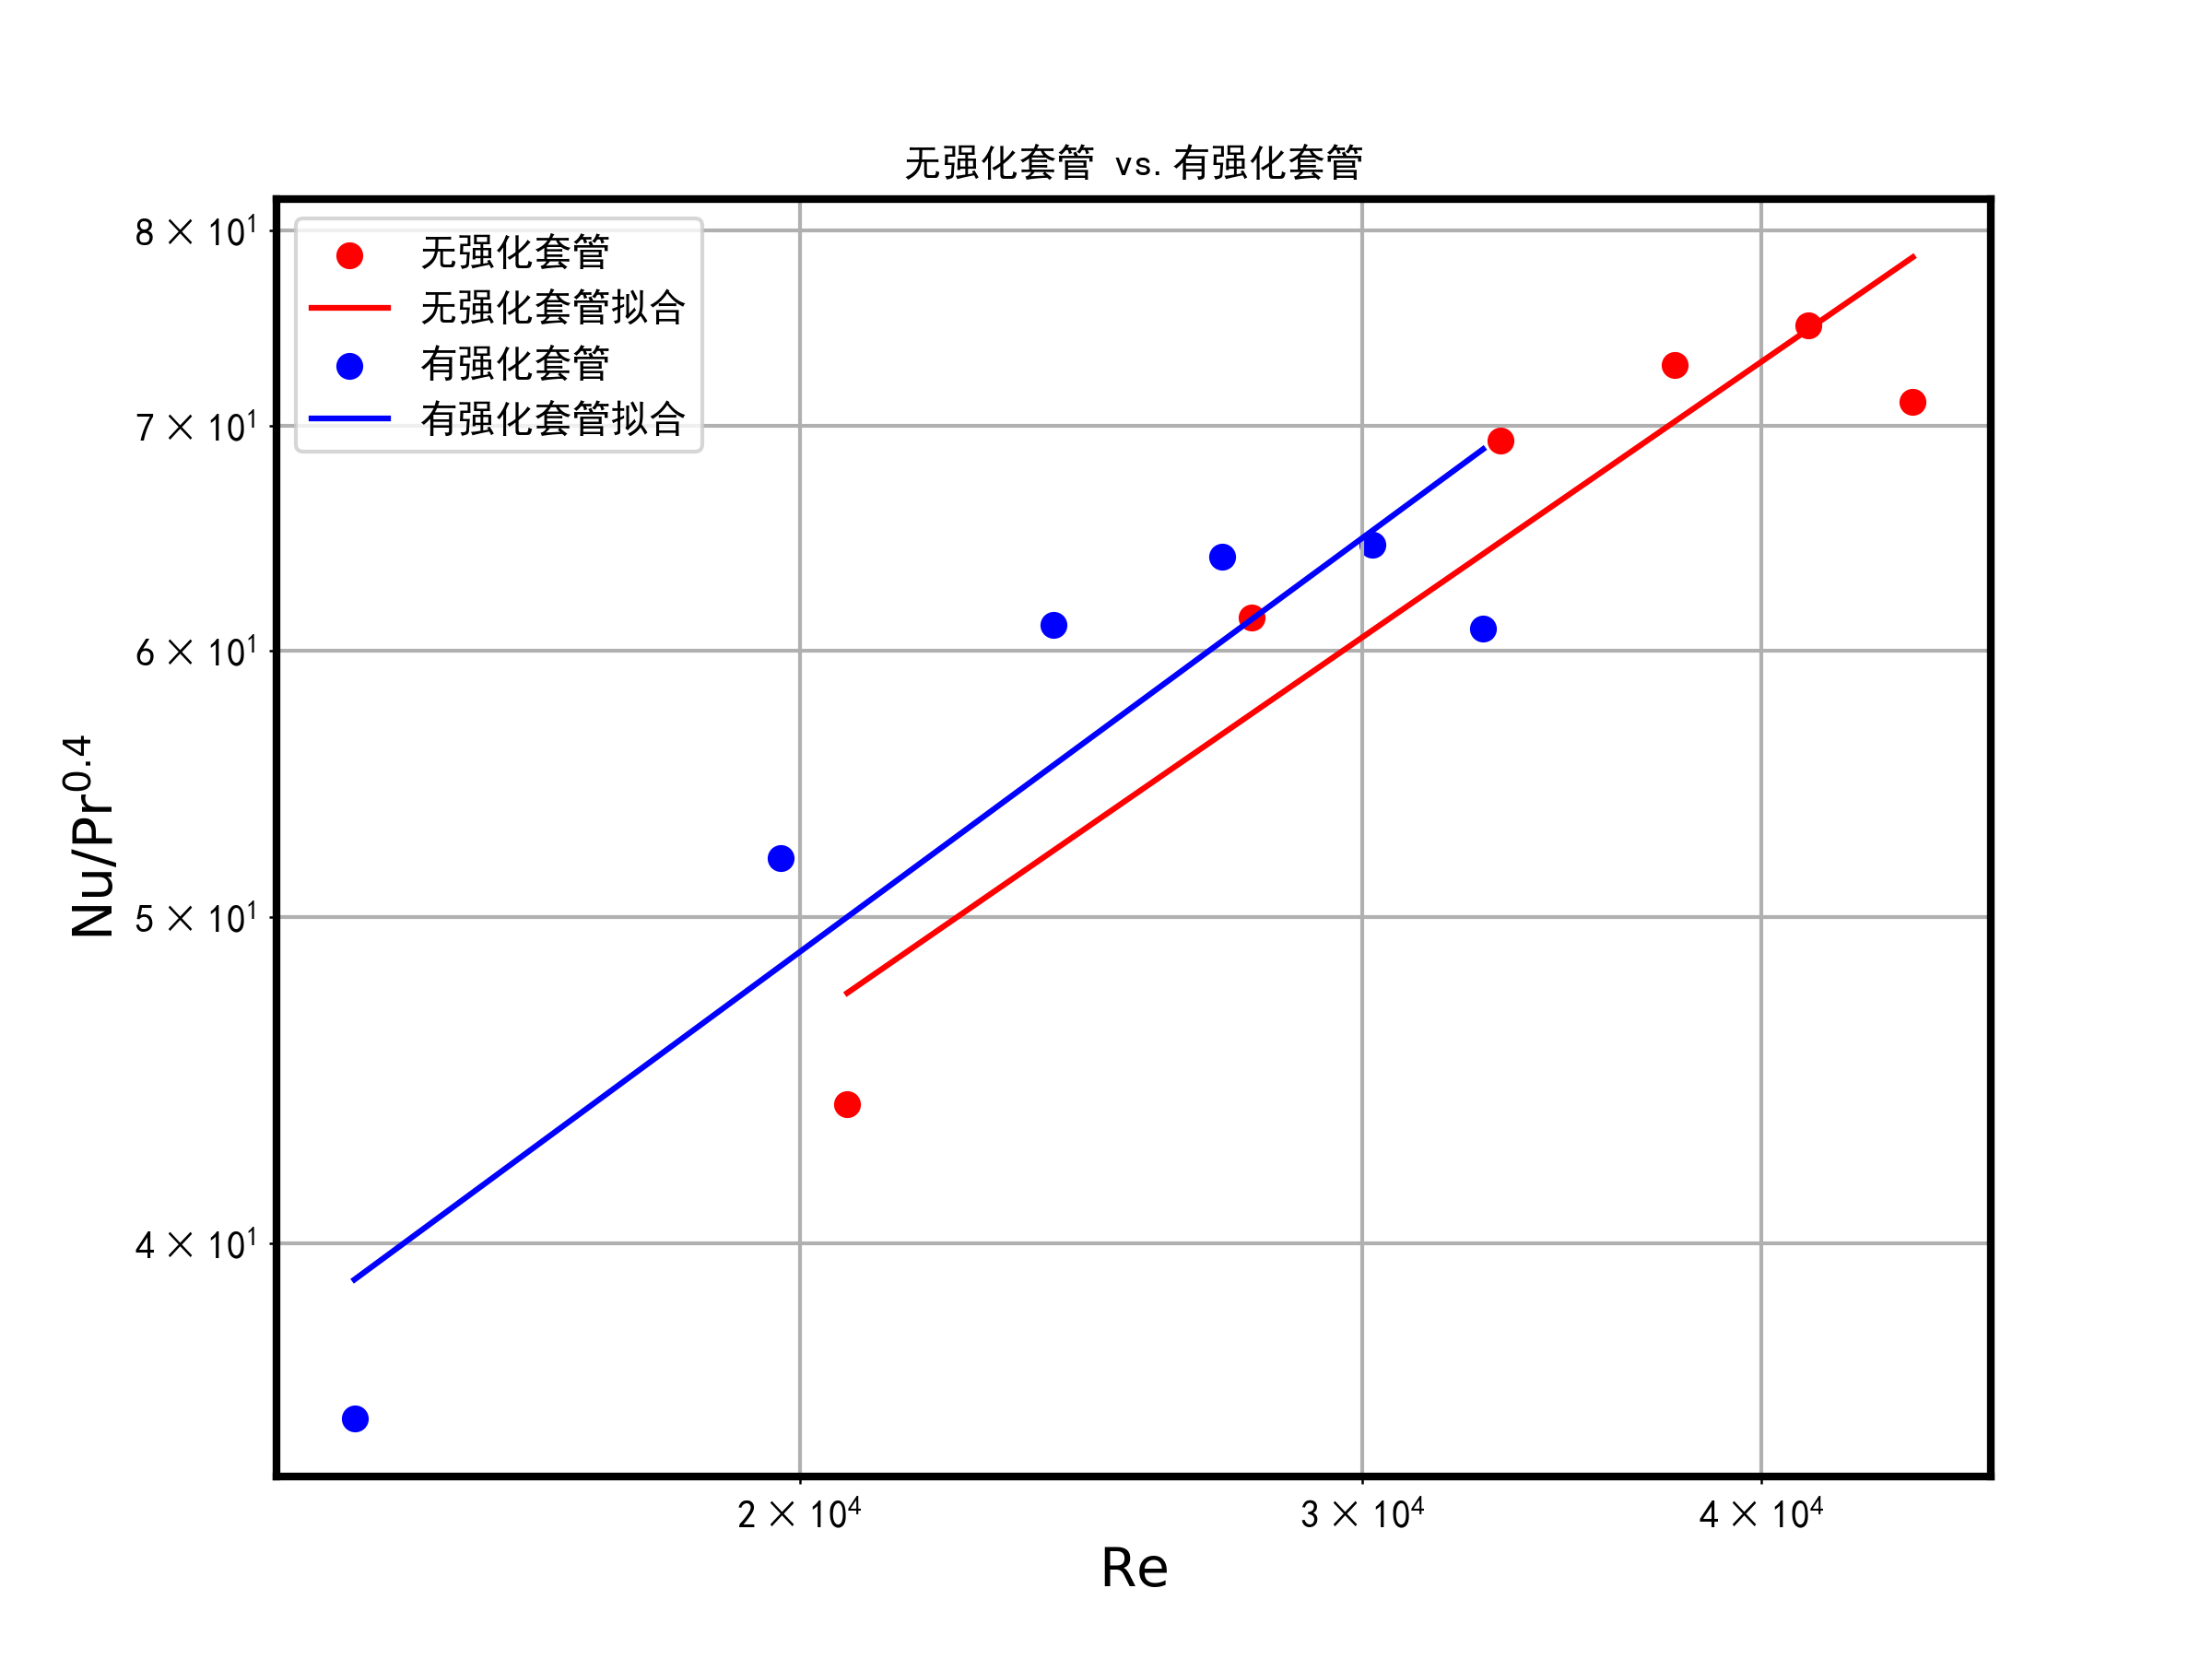 无强化套管 vs. 有强化套管
无强化套管
无强化套管拟合
有强化套管
有强化套管拟合
8 × 10¹
7 × 10¹
6 × 10¹
5 × 10¹
4 × 10¹
Nu/Pr⁰·⁴
2 × 10⁴
3 × 10⁴
4 × 10⁴
Re